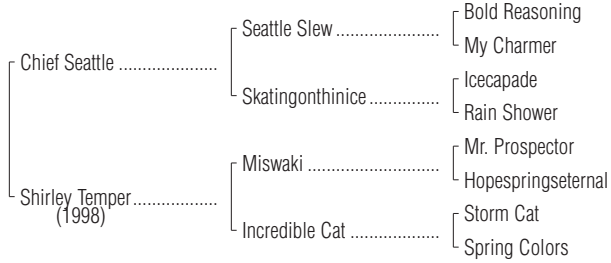 Bold Reasoning
Seattle Slew ......................
My Charmer
Chief Seattle .....................
Icecapade
Skatingonthinice...............
Rain Shower
Mr. Prospector
Miswaki ............................
Hopespringseternal
Shirley Temper..................
(1998)
Storm Cat
Incredible Cat ...................
Spring Colors